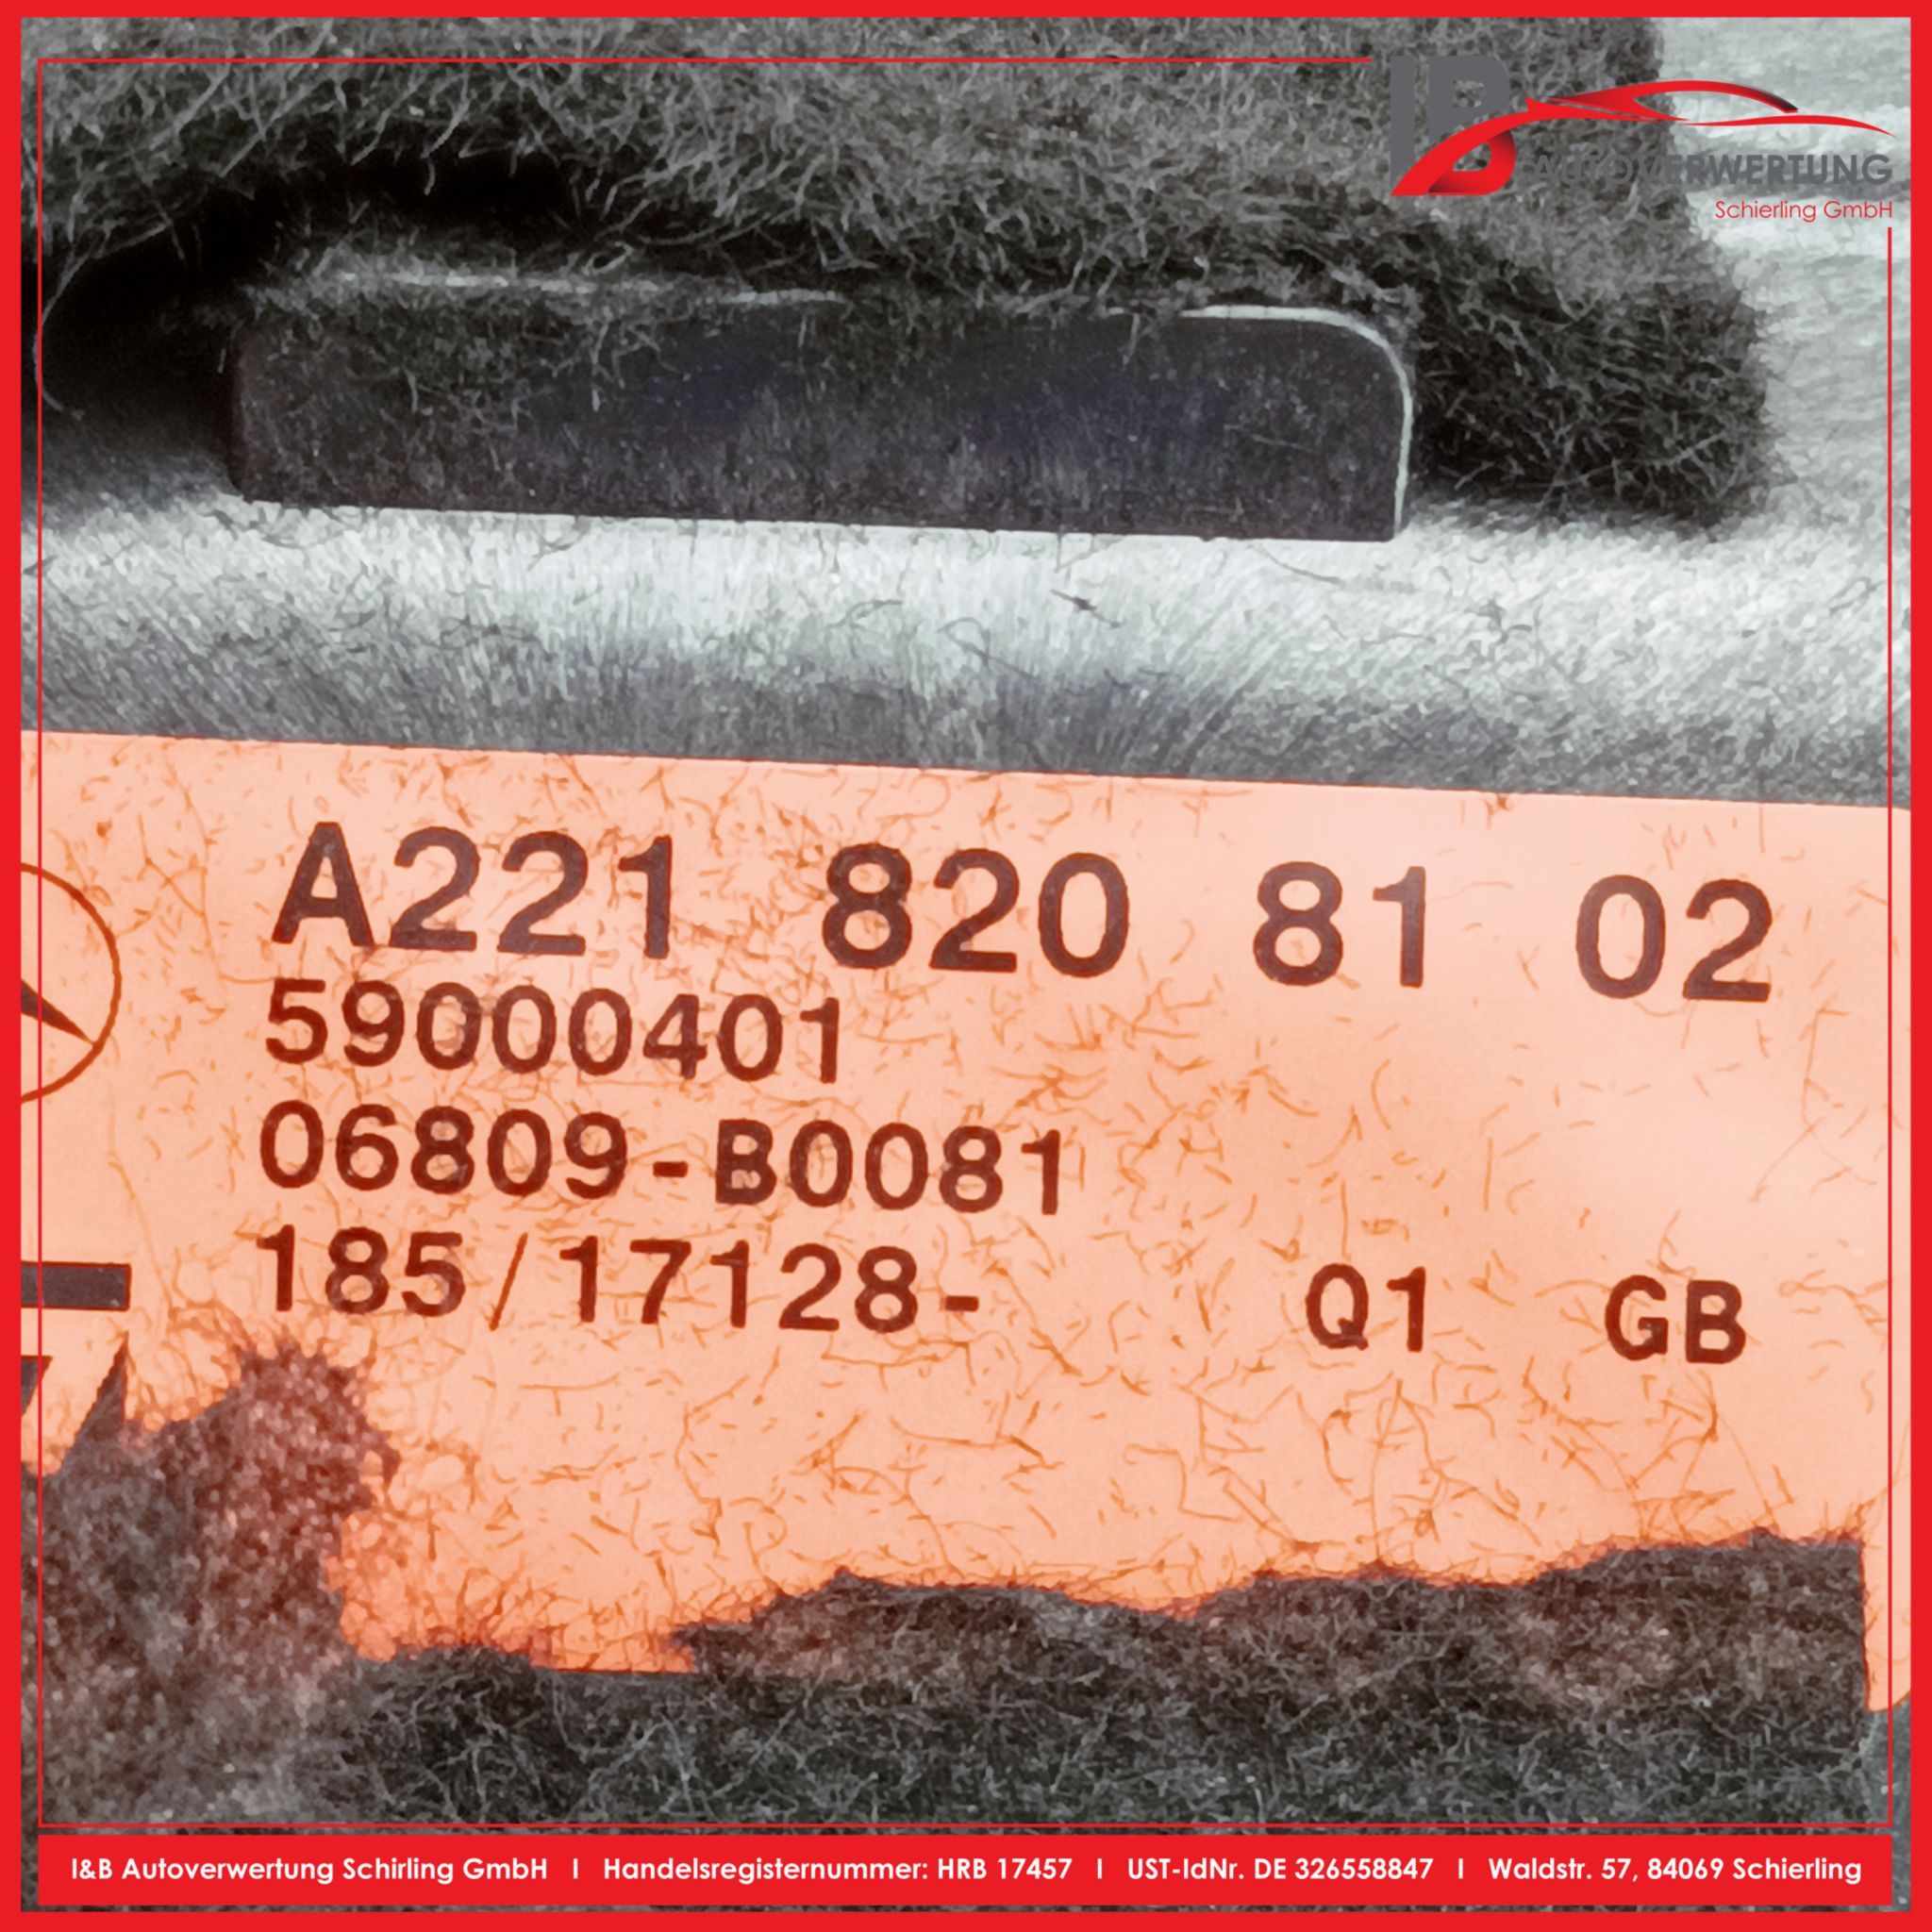 IB
AUTOVERWERTUNG
Schierling GmbH
A221 820 81 02
59000401
06809-B0081
185/17128- Q1 GB
I&B Autoverwertung Schirling GmbH I Handelsregisternummer: HRB 17457 I UST-IdNr. DE 326558847 I Waldstr. 57, 84069 Schierling